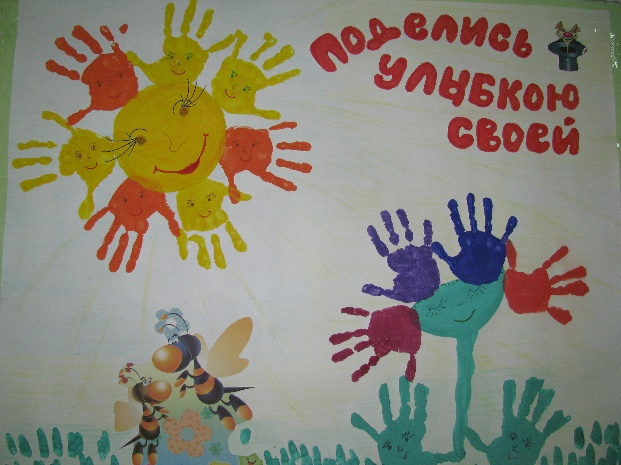 Поделись
улыбкою
своей